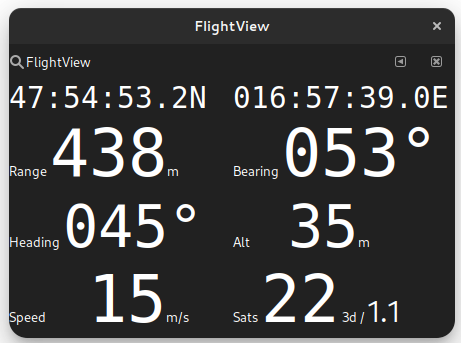 FlightView
FlightView
47:54:53.2N 016:57:39.0E
Range 438 m Bearing 053°
Heading 045° Alt 35 m
Speed 15 m/s Sats 22 3d / 1.1